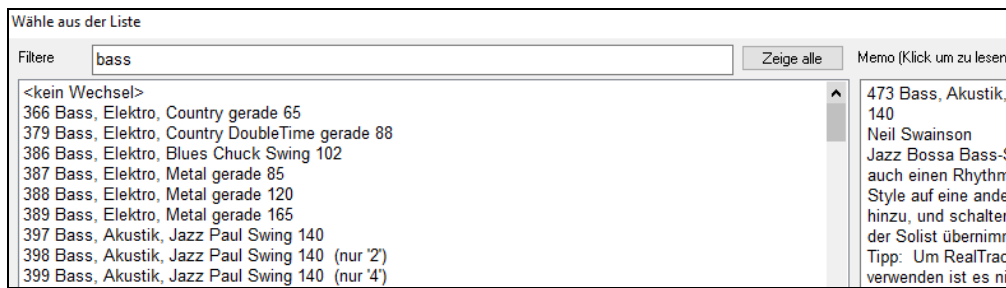 Wähle aus der Liste
Filtere
bass
Zeige alle
Memo (Klick um zu lesen
<kein Wechsel>
366 Bass, Elektro, Country gerade 65
379 Bass, Elektro, Country DoubleTime gerade 88
386 Bass, Elektro, Blues Chuck Swing 102
387 Bass, Elektro, Metal gerade 85
388 Bass, Elektro, Metal gerade 120
389 Bass, Elektro, Metal gerade 165
397 Bass, Akustik, Jazz Paul Swing 140
398 Bass, Akustik, Jazz Paul Swing 140 (nur '2')
399 Bass, Akustik, Jazz Paul Swing 140 (nur '4')
473 Bass, Akustik,
140
Neil Swainson
Jazz Bossa Bass-S
auch einen Rhythm
Style auf eine ande
hinzu, und schalter
der Solist übernimm
Tipp: Um RealTrac
verwenden ist es ni